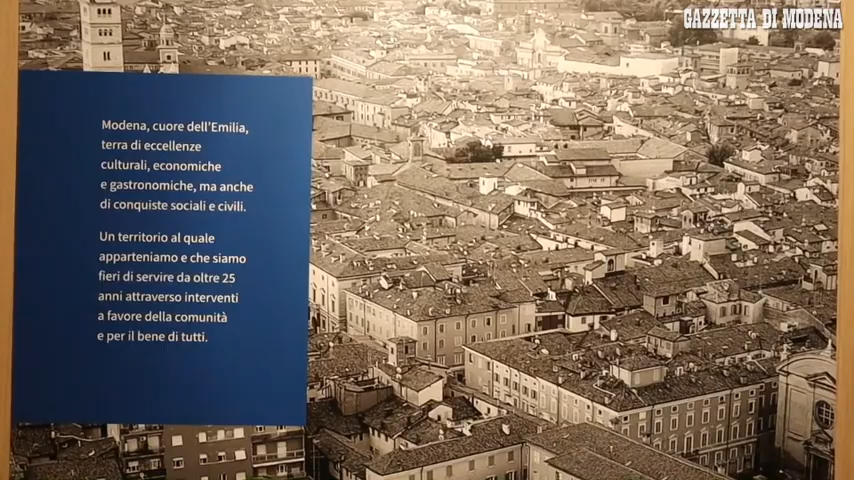 GAZZETTA DI MODENA
Modena, cuore dell'Emilia,
terra di eccellenze
culturali, economiche
e gastronomiche, ma anche
di conquiste sociali e civili.
Un territorio al quale
apparteniamo e che siamo
fieri di servire da oltre 25
anni attraverso interventi
a favore della comunità
e per il bene di tutti.